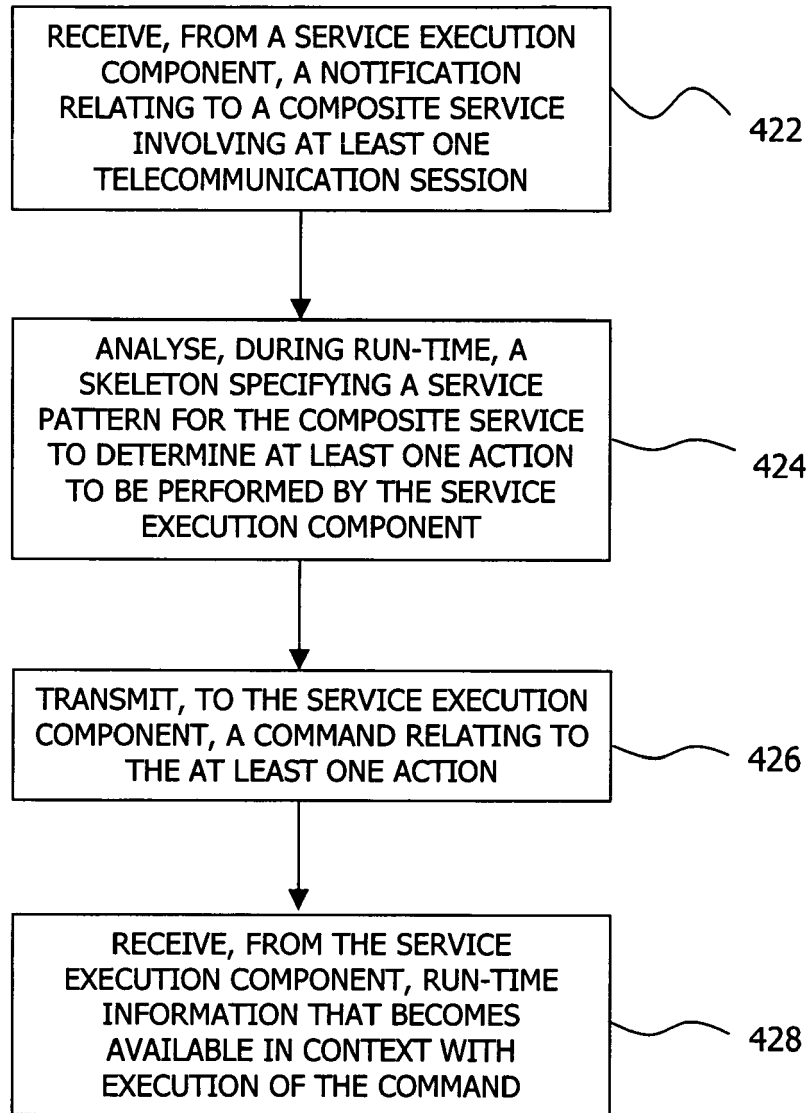 RECEIVE, FROM A SERVICE EXECUTION
COMPONENT, A NOTIFICATION
RELATING TO A COMPOSITE SERVICE
INVOLVING AT LEAST ONE
TELECOMMUNICATION SESSION
422
ANALYSE, DURING RUN-TIME, A
SKELETON SPECIFYING A SERVICE
PATTERN FOR THE COMPOSITE SERVICE
TO DETERMINE AT LEAST ONE ACTION
TO BE PERFORMED BY THE SERVICE
EXECUTION COMPONENT
424
TRANSMIT, TO THE SERVICE EXECUTION
COMPONENT, A COMMAND RELATING TO
THE AT LEAST ONE ACTION
426
RECEIVE, FROM THE SERVICE
EXECUTION COMPONENT, RUN-TIME
INFORMATION THAT BECOMES
AVAILABLE IN CONTEXT WITH
EXECUTION OF THE COMMAND
428